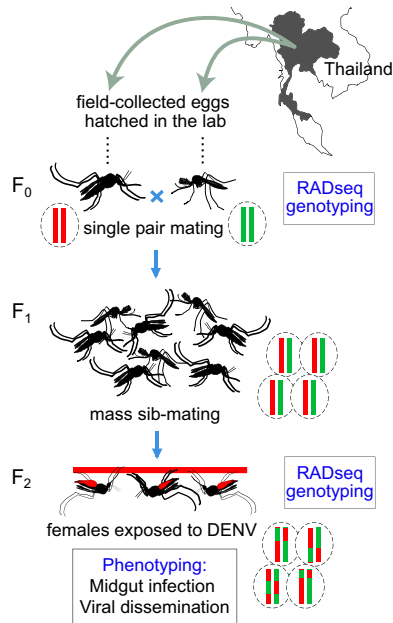 Thailand
field-collected eggs
hatched in the lab
F0
RADseq
genotyping
single pair mating
F1
mass sib-mating
F2
RADseq
genotyping
females exposed to DENV
Phenotyping:
Midgut infection
Viral dissemination